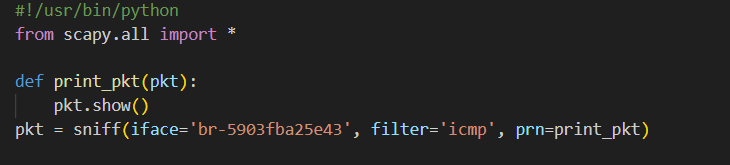 #!/usr/bin/python
from scapy.all import *

def print_pkt(pkt):
    pkt.show()
pkt = sniff(iface='br-5903fba25e43', filter='icmp', prn=print_pkt)